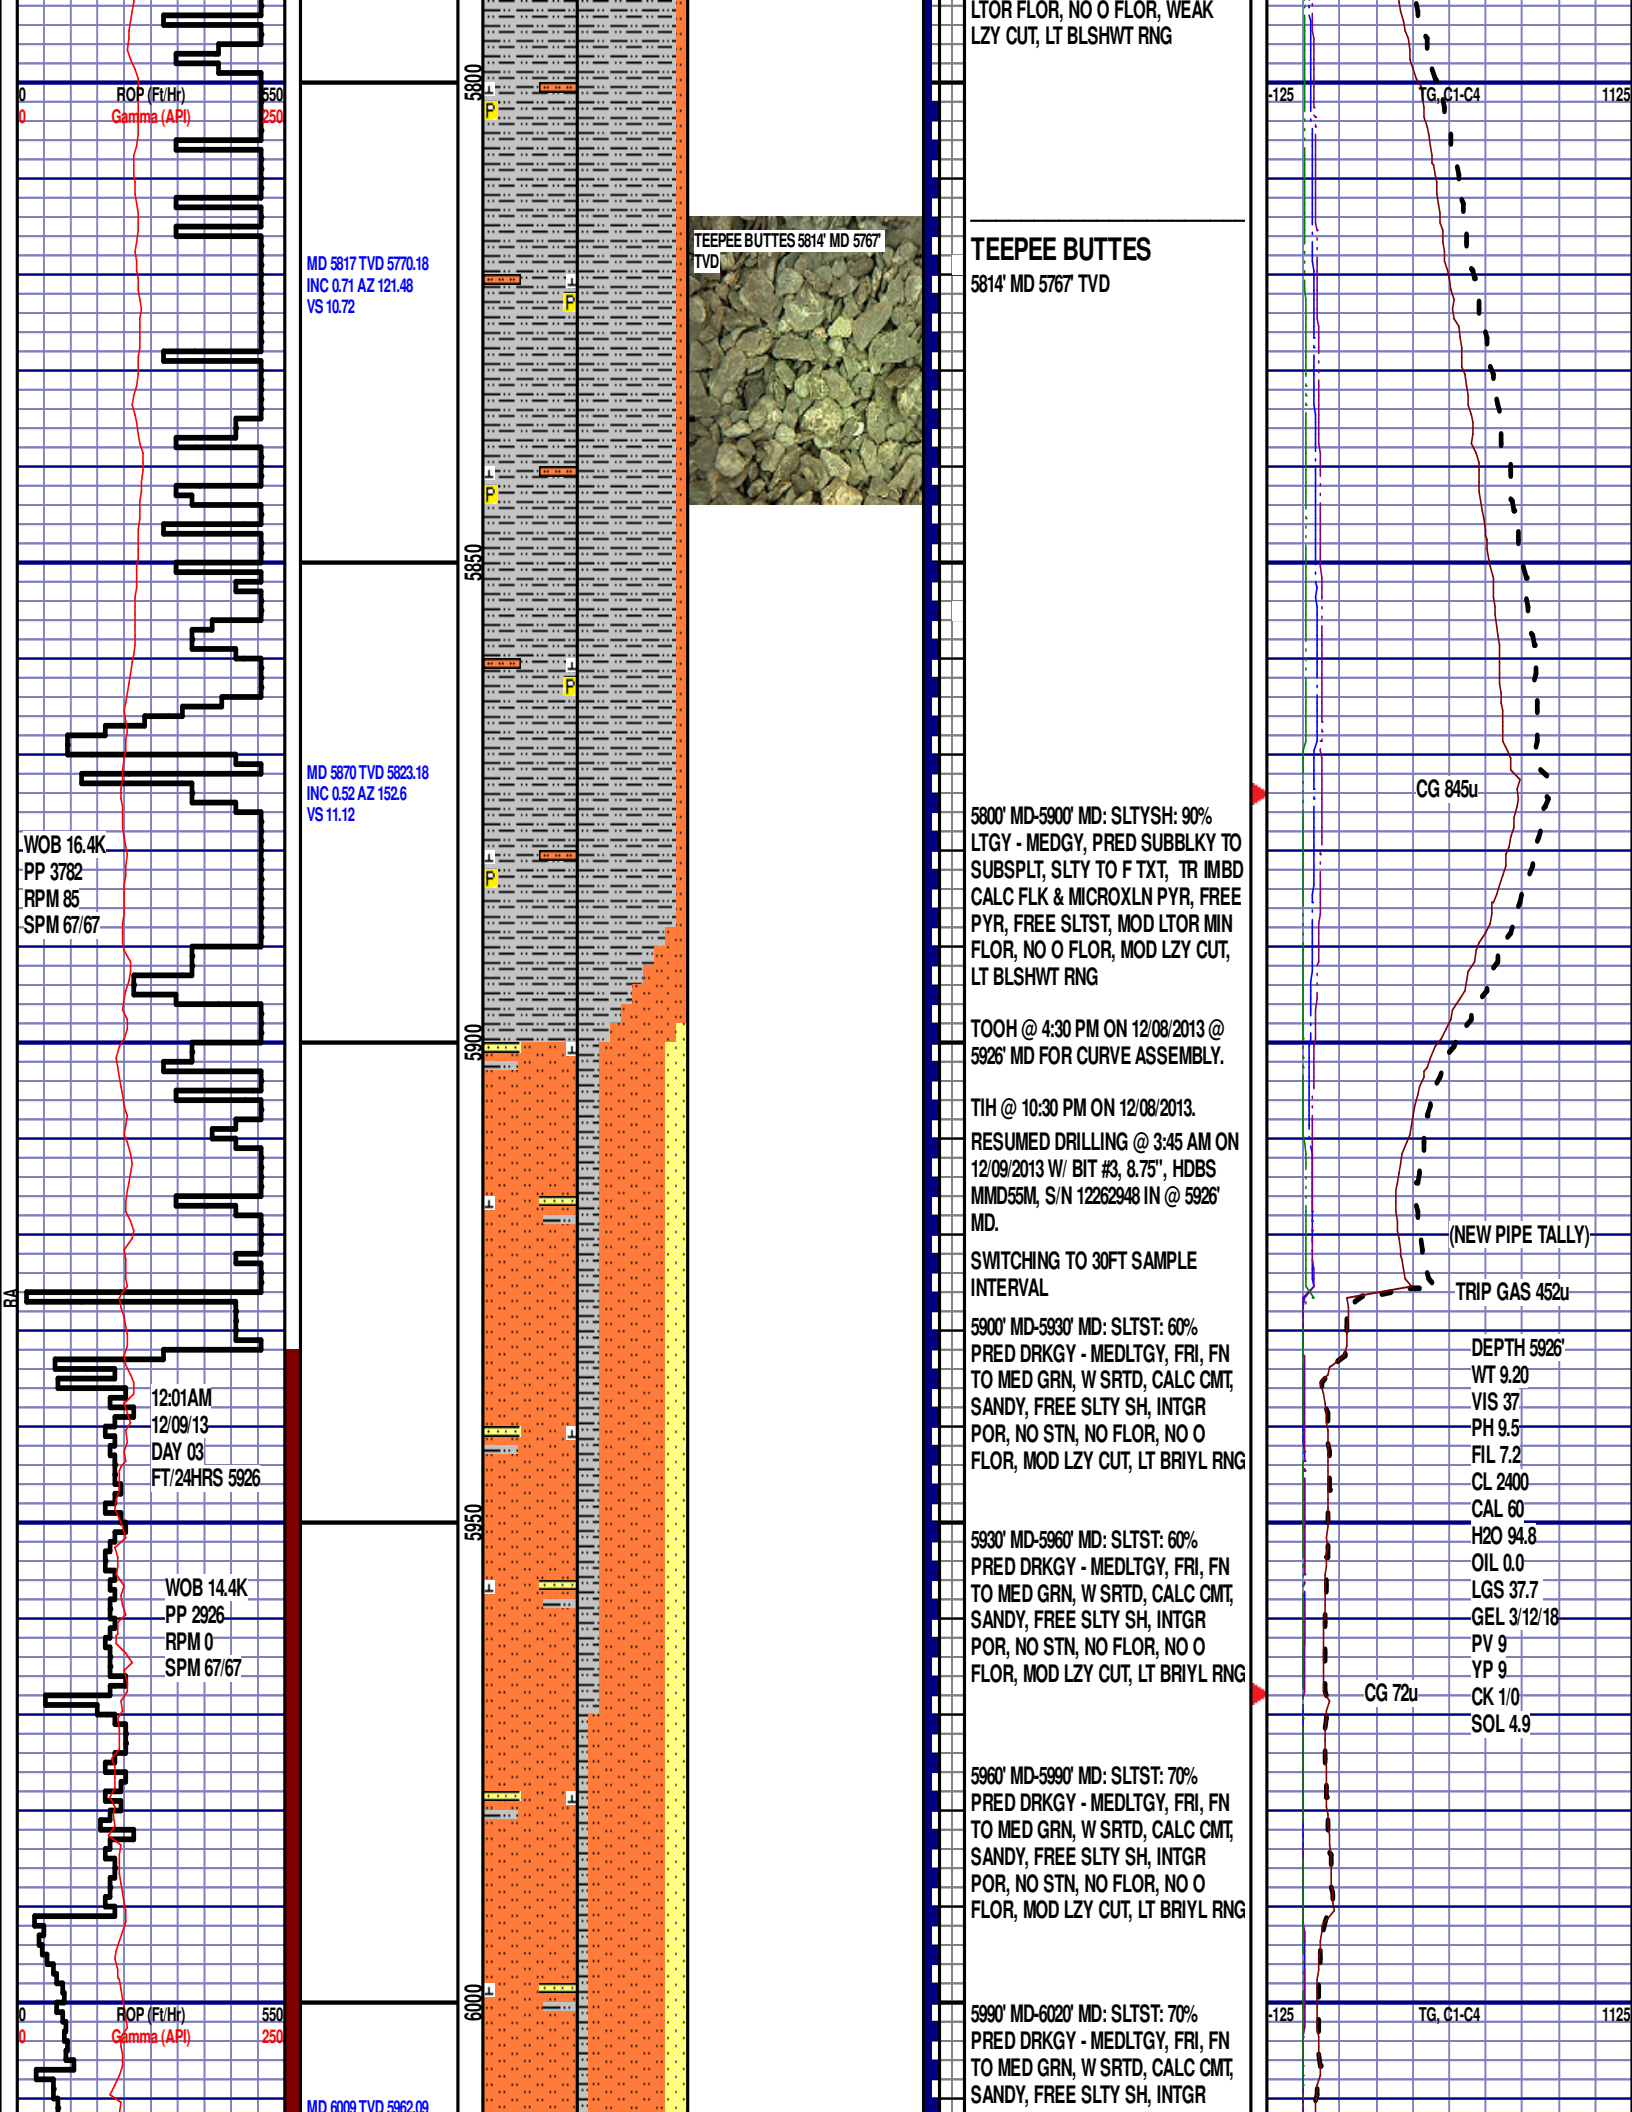 LTOR FLOR, NO O FLOR, WEAK
LZY CUT, LT BLSHWT RNG
0 ROP (Ft/Hr) 550
0 Gamma (API) 250
5800
P
-125 TG, C1-C4 1125
MD 5817 TVD 5770.18
INC 0.71 AZ 121.48
VS 10.72
P
TEEPEE BUTTES 5814' MD 5767'
TVD
TEEPEE BUTTES
5814' MD 5767' TVD
P
5850
P
MD 5870 TVD 5823.18
INC 0.52 AZ 152.6
VS 11.12
CG 845u
WOB 16.4K
PP 3782
RPM 85
SPM 67/67
P
5800' MD-5900' MD: SLTYSH: 90%
LTGY - MEDGY, PRED SUBBLKY TO
SUBSPLT, SLTY TO F TXT, TR IMBD
CALC FLK & MICROXLN PYR, FREE
PYR, FREE SLTST, MOD LTOR MIN
FLOR, NO O FLOR, MOD LZY CUT,
LT BLSHWT RNG
TOOH @ 4:30 PM ON 12/08/2013 @
5926' MD FOR CURVE ASSEMBLY.
5900
TIH @ 10:30 PM ON 12/08/2013.
RESUMED DRILLING @ 3:45 AM ON
12/09/2013 W/ BIT #3, 8.75", HDBS
MMD55M, S/N 12262948 IN @ 5926'
MD.
SWITCHING TO 30FT SAMPLE
INTERVAL
(NEW PIPE TALLY)
TRIP GAS 452u
RA
5900' MD-5930' MD: SLTST: 60%
PRED DRKGY - MEDLTGY, FRI, FN
TO MED GRN, W SRTD, CALC CMT,
SANDY, FREE SLTY SH, INTGR
POR, NO STN, NO FLOR, NO O
FLOR, MOD LZY CUT, LT BRIYL RNG
DEPTH 5926'
WT 9.20
VIS 37
PH 9.5
FIL 7.2
CL 2400
CAL 60
H2O 94.8
OIL 0.0
LGS 37.7
GEL 3/12/18
PV 9
YP 9
CK 1/0
SOL 4.9
12:01AM
12/09/13
DAY 03
FT/24HRS 5926
5950
5930' MD-5960' MD: SLTST: 60%
PRED DRKGY - MEDLTGY, FRI, FN
TO MED GRN, W SRTD, CALC CMT,
SANDY, FREE SLTY SH, INTGR
POR, NO STN, NO FLOR, NO O
FLOR, MOD LZY CUT, LT BRIYL RNG
WOB 14.4K
PP 2926
RPM 0
SPM 67/67
CG 72u
5960' MD-5990' MD: SLTST: 70%
PRED DRKGY - MEDLTGY, FRI, FN
TO MED GRN, W SRTD, CALC CMT,
SANDY, FREE SLTY SH, INTGR
POR, NO STN, NO FLOR, NO O
FLOR, MOD LZY CUT, LT BRIYL RNG
6000
0 ROP (Ft/Hr) 550
0 Gamma (API) 250
-125 TG, C1-C4 1125
5990' MD-6020' MD: SLTST: 70%
PRED DRKGY - MEDLTGY, FRI, FN
TO MED GRN, W SRTD, CALC CMT,
SANDY, FREE SLTY SH, INTGR
MD 6009 TVD 5962.09